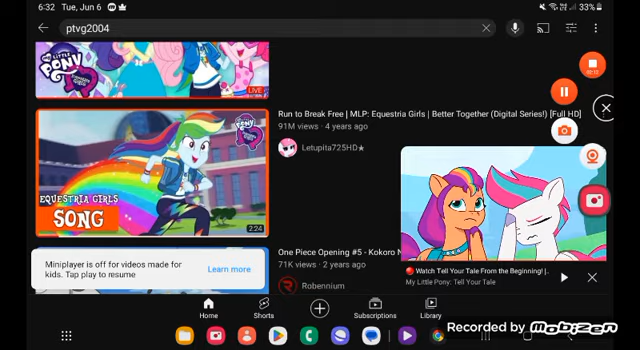 6:32 Tue, Jun 6
33%
ptvg2004
MY LITTLE PONY
LIVE
Run to Break Free | MLP: Equestria Girls | Better Together (Digital Series!) [Full HD]
91M views · 4 years ago
Letupita725HD★
EQUESTRIA GIRLS
SONG
2:24
One Piece Opening #5 - Kokoro N
71K views · 2 years ago
Robennium
Miniplayer is off for videos made for
kids. Tap play to resume
Learn more
Watch Tell Your Tale From the Beginning! |..
My Little Pony: Tell Your Tale
Home
Shorts
Subscriptions
Library
Recorded by mobizen